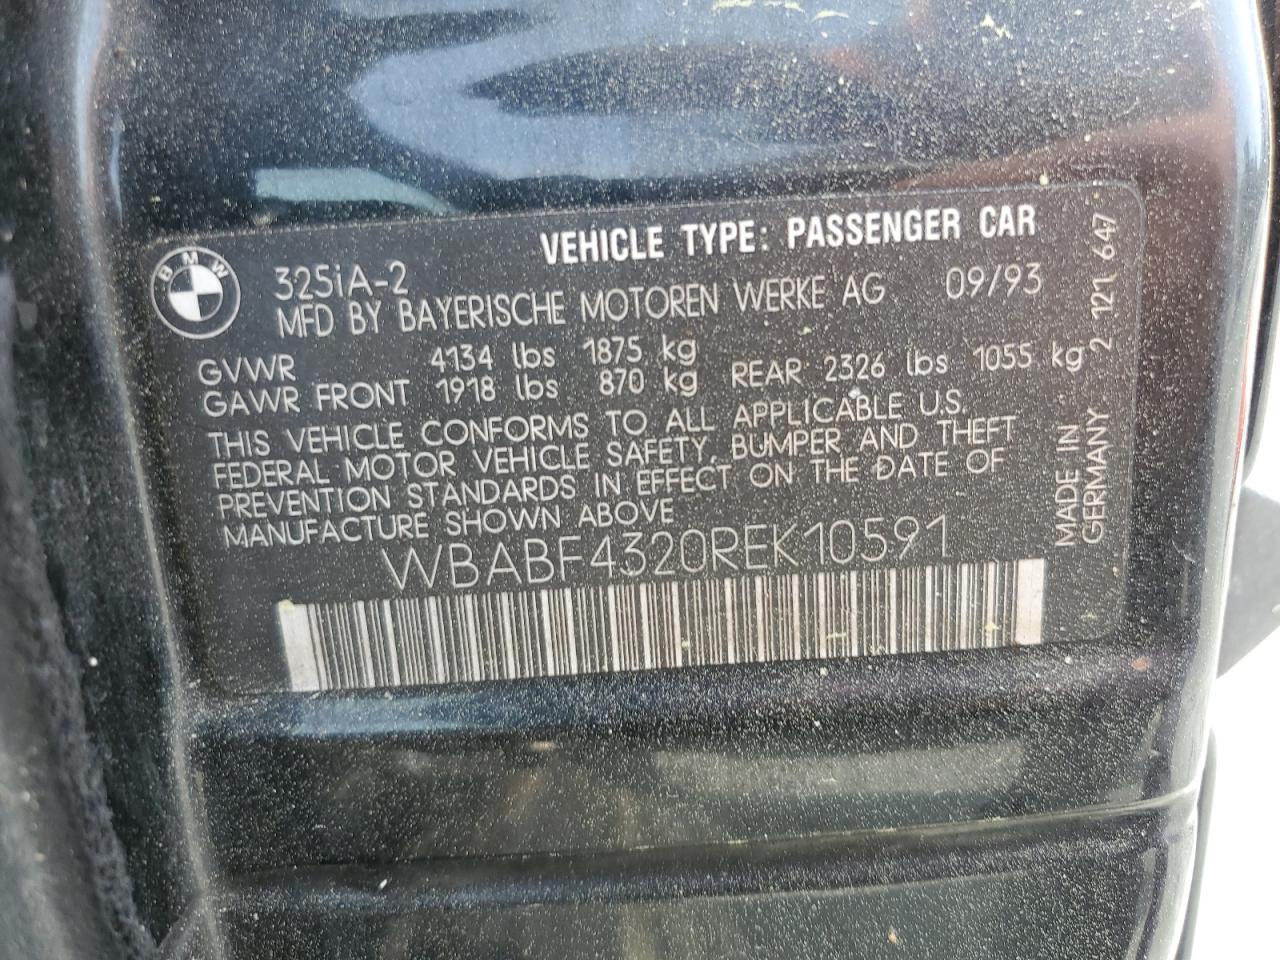 BMW
VEHICLE TYPE: PASSENGER CAR
325iA-2
MFD BY BAYERISCHE MOTOREN WERKE AG 09/93
GVWR 4134 lbs 1875 kg
GAWR FRONT 1918 lbs 870 kg REAR 2326 lbs 1055 kg
THIS VEHICLE CONFORMS TO ALL APPLICABLE U.S.
FEDERAL MOTOR VEHICLE SAFETY, BUMPER AND THEFT
PREVENTION STANDARDS IN EFFECT ON THE DATE OF
MANUFACTURE SHOWN ABOVE
WBABF4320REK10591
MADE IN
GERMANY 2 121 647